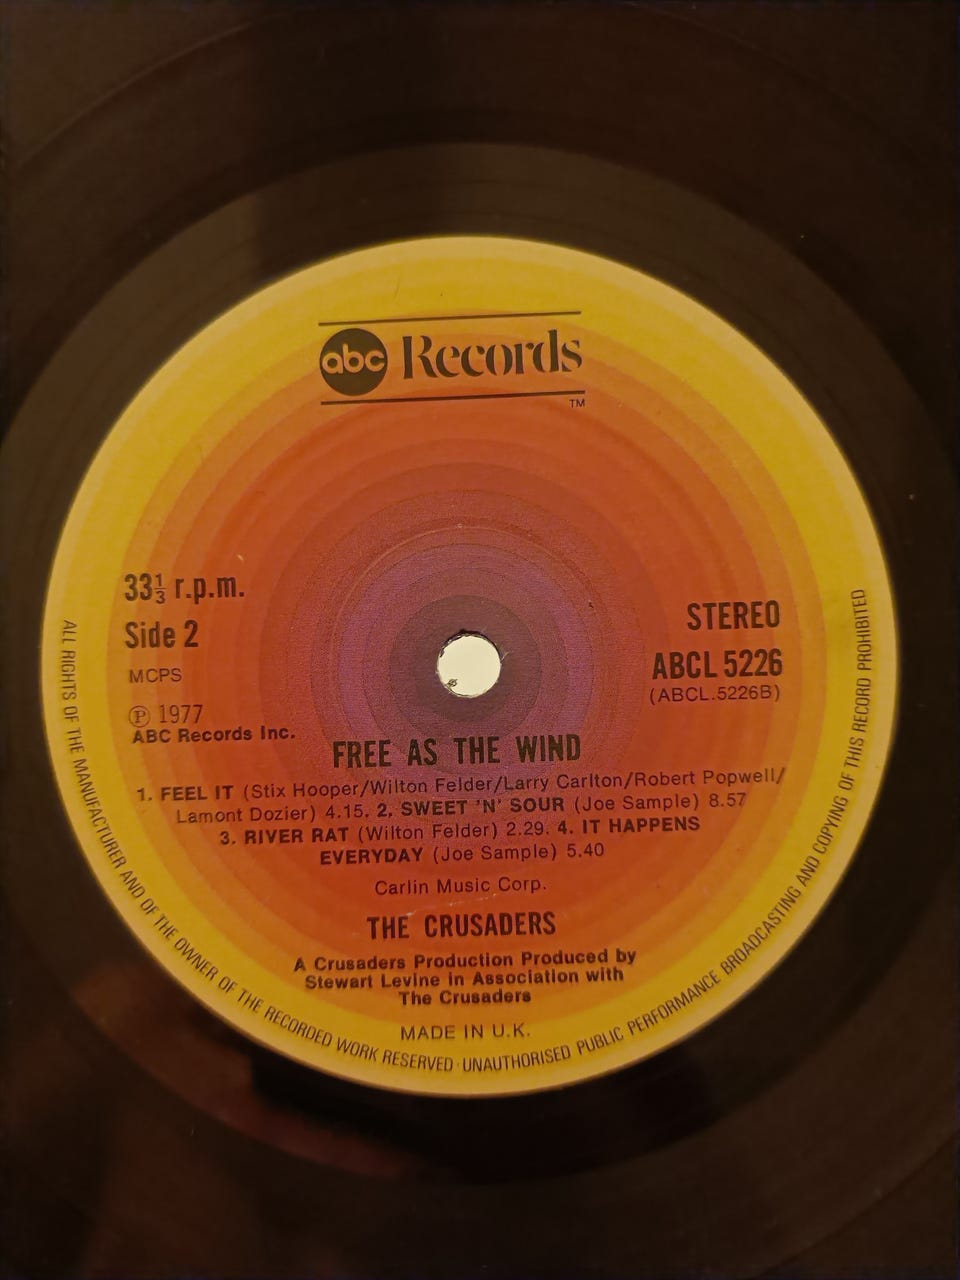 abc Records
TM
33⅓ r.p.m.
Side 2
MCPS
Ⓟ 1977
ABC Records Inc.
STEREO
ABCL 5226
(ABCL.5226B)
FREE AS THE WIND
1. FEEL IT (Stix Hooper/Wilton Felder/Larry Carlton/Robert Popwell/
Lamont Dozier) 4.15. 2. SWEET 'N' SOUR (Joe Sample) 8.57
3. RIVER RAT (Wilton Felder) 2.29. 4. IT HAPPENS
EVERYDAY (Joe Sample) 5.40
Carlin Music Corp.
THE CRUSADERS
A Crusaders Production Produced by
Stewart Levine in Association with
The Crusaders
MADE IN U.K.
ALL RIGHTS OF THE MANUFACTURER AND OF THE OWNER OF THE RECORDED WORK RESERVED · UNAUTHORISED PUBLIC PERFORMANCE BROADCASTING AND COPYING OF THIS RECORD PROHIBITED